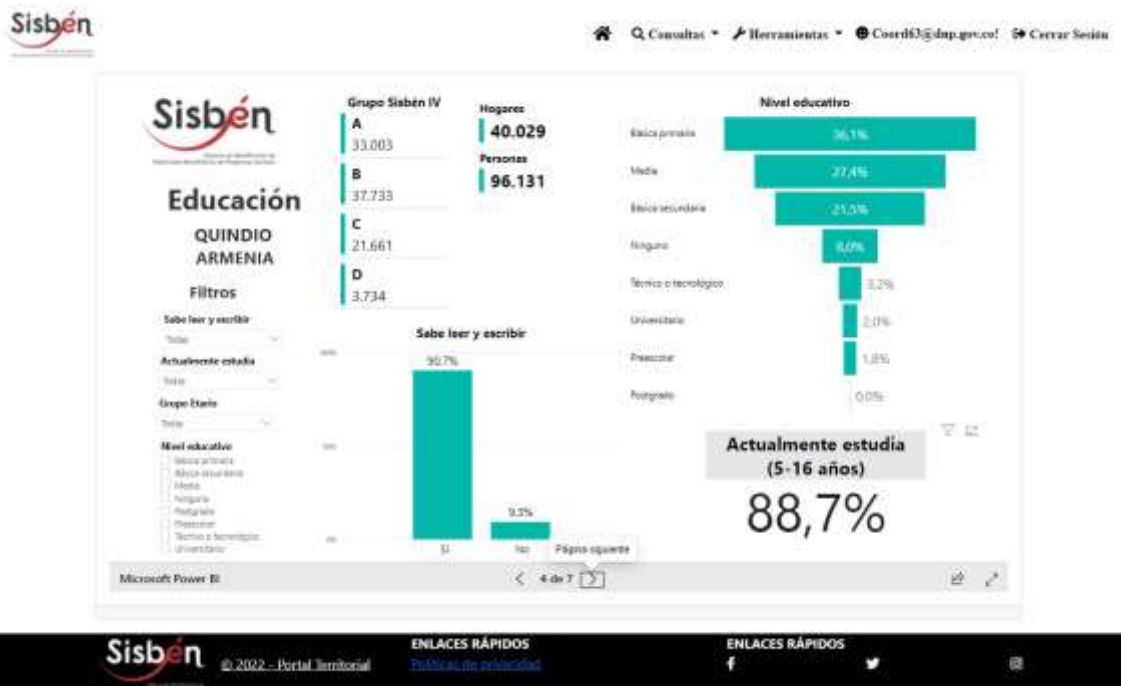 Sisbén
Consultas
Herramientas
Coord63@dnp.gov.co!
Cerrar Sesión
Sisbén
Educación
QUINDIO
ARMENIA
Filtros
Sabe leer y escribir
Todas
Actualmente estudia
Todas
Grupo Etario
Todas
Nivel educativo
Básica primaria
Básica secundaria
Media
Ninguno
Postgrado
Preescolar
Técnico o tecnológico
Universitario
Grupo Sisbén IV
A
33.003
B
37.733
C
21.661
D
3.734
Hogares
40.029
Personas
96.131
Sabe leer y escribir
90,7%
9,3%
Sí
No
Nivel educativo
Básica primaria
36,1%
Media
27,4%
Básica secundaria
21,5%
Ninguno
8,0%
Técnico o tecnológico
3,2%
Universitario
2,0%
Preescolar
1,8%
Postgrado
0,0%
Actualmente estudia
(5-16 años)
88,7%
Página siguiente
Microsoft Power BI
4 de 7
Sisbén
© 2022 - Portal Territorial
ENLACES RÁPIDOS
Políticas de privacidad
ENLACES RÁPIDOS